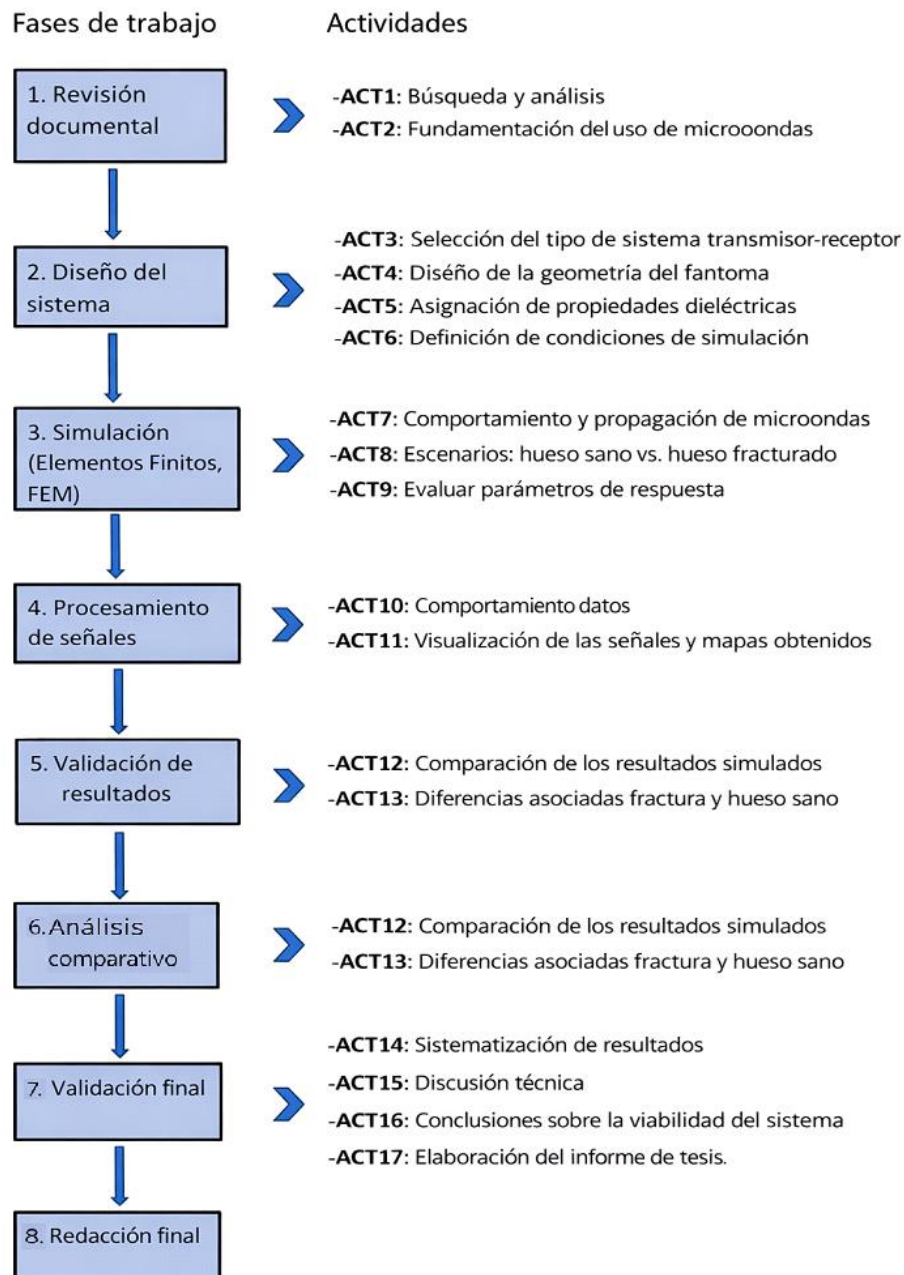 Fases de trabajo
Actividades
1. Revisión
documental
-ACT1: Búsqueda y análisis
-ACT2: Fundamentación del uso de microoondas
2. Diseño del
sistema
-ACT3: Selección del tipo de sistema transmisor-receptor
-ACT4: Diséño de la geometría del fantoma
-ACT5: Asignación de propiedades dieléctricas
-ACT6: Definición de condiciones de simulación
3. Simulación
(Elementos Finitos,
FEM)
-ACT7: Comportamiento y propagación de microondas
-ACT8: Escenarios: hueso sano vs. hueso fracturado
-ACT9: Evaluar parámetros de respuesta
4. Procesamiento
de señales
-ACT10: Comportamiento datos
-ACT11: Visualización de las señales y mapas obtenidos
5. Validación de
resultados
-ACT12: Comparación de los resultados simulados
-ACT13: Diferencias asociadas fractura y hueso sano
6. Análisis
comparativo
-ACT12: Comparación de los resultados simulados
-ACT13: Diferencias asociadas fractura y hueso sano
7. Validación final
-ACT14: Sistematización de resultados
-ACT15: Discusión técnica
-ACT16: Conclusiones sobre la viabilidad del sistema
-ACT17: Elaboración del informe de tesis.
8. Redacción final